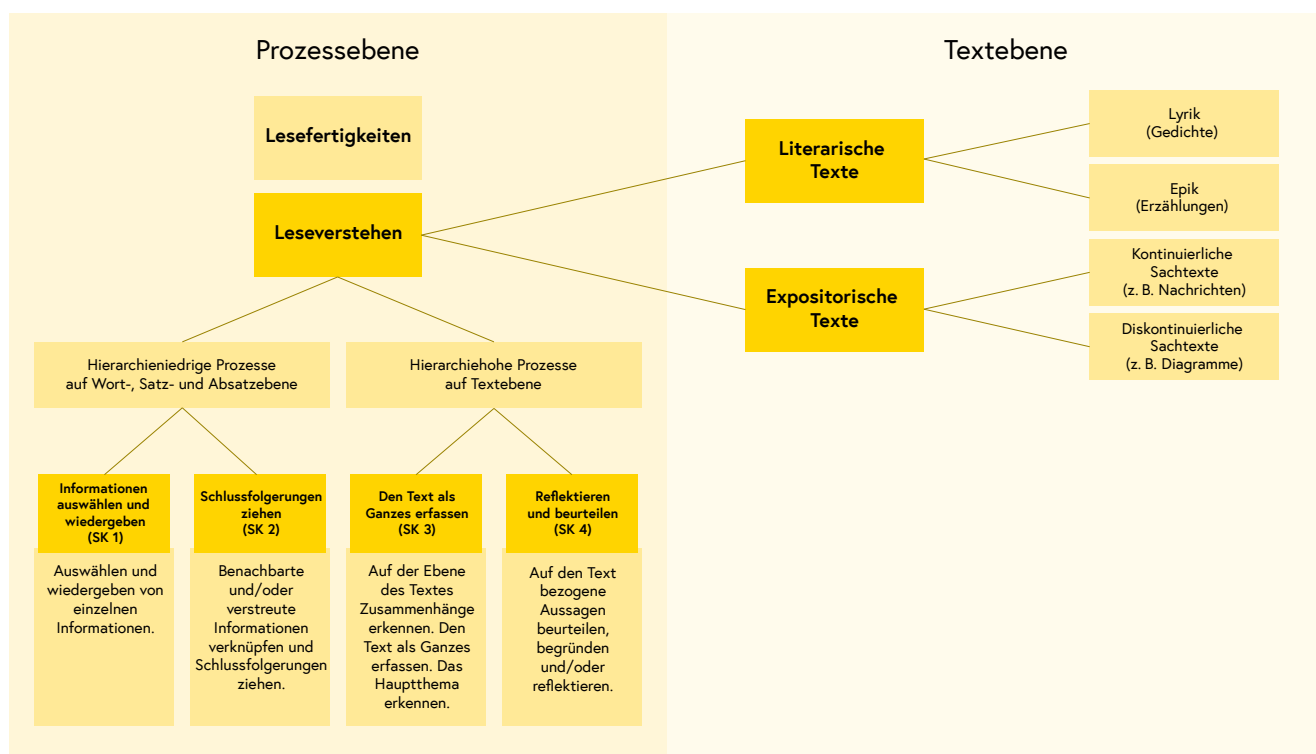 Prozessebene
Lesefertigkeiten
Leseverstehen
Hierarchieniedrige Prozesse
auf Wort-, Satz- und Absatzebene
Hierarchiehohe Prozesse
auf Textebene
Informationen
auswählen und
wiedergeben
(SK 1)
Auswählen und
wiedergeben von
einzelnen
Informationen.
Schlussfolgerungen
ziehen
(SK 2)
Benachbarte
und/oder
verstreute
Informationen
verknüpfen und
Schlussfolgerungen
ziehen.
Den Text als
Ganzes erfassen
(SK 3)
Auf der Ebene
des Textes
Zusammenhänge
erkennen. Den
Text als Ganzes
erfassen. Das
Hauptthema
erkennen.
Reflektieren
und beurteilen
(SK 4)
Auf den Text
bezogene
Aussagen
beurteilen,
begründen
und/oder
reflektieren.
Textebene
Literarische
Texte
Lyrik
(Gedichte)
Epik
(Erzählungen)
Expositorische
Texte
Kontinuierliche
Sachtexte
(z. B. Nachrichten)
Diskontinuierliche
Sachtexte
(z. B. Diagramme)